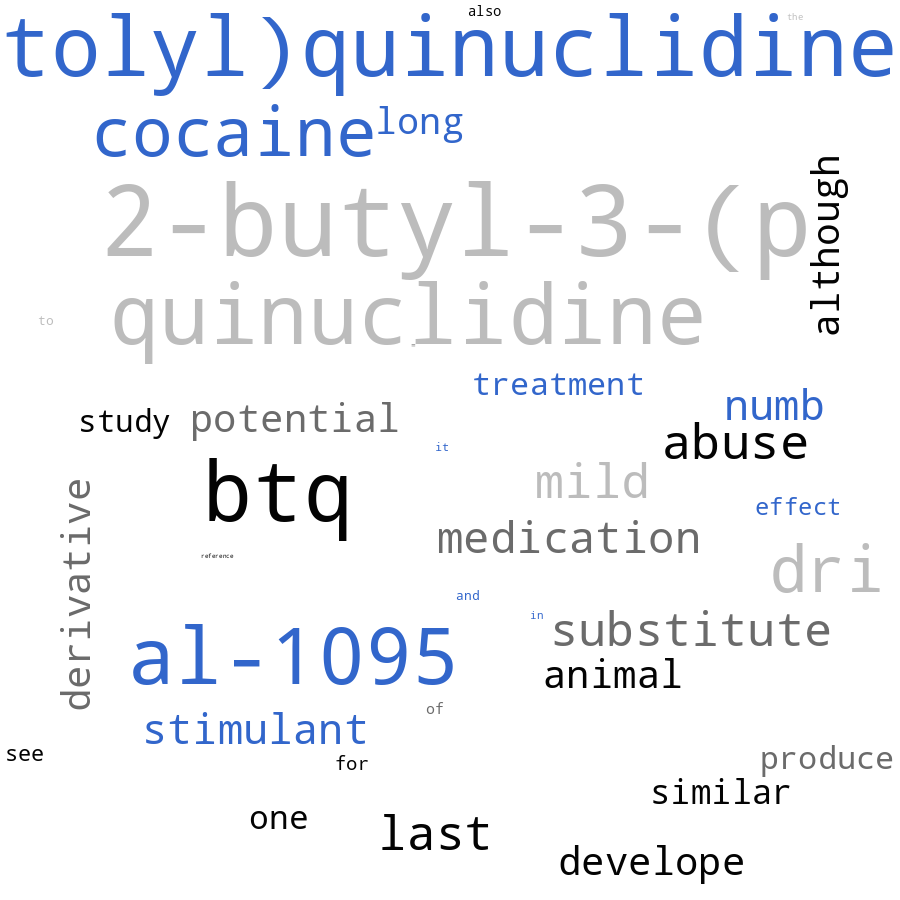 also
the
tolyl)quinuclidine
cocaine
long
although
2-butyl-3-(p
quinuclidine
to
treatment
numb
study
potential
abuse
it
btq
mild
effect
derivative
medication
reference
dri
and
in
substitute
al-1095
animal
of
stimulant
see
for
produce
similar
one
last
develope